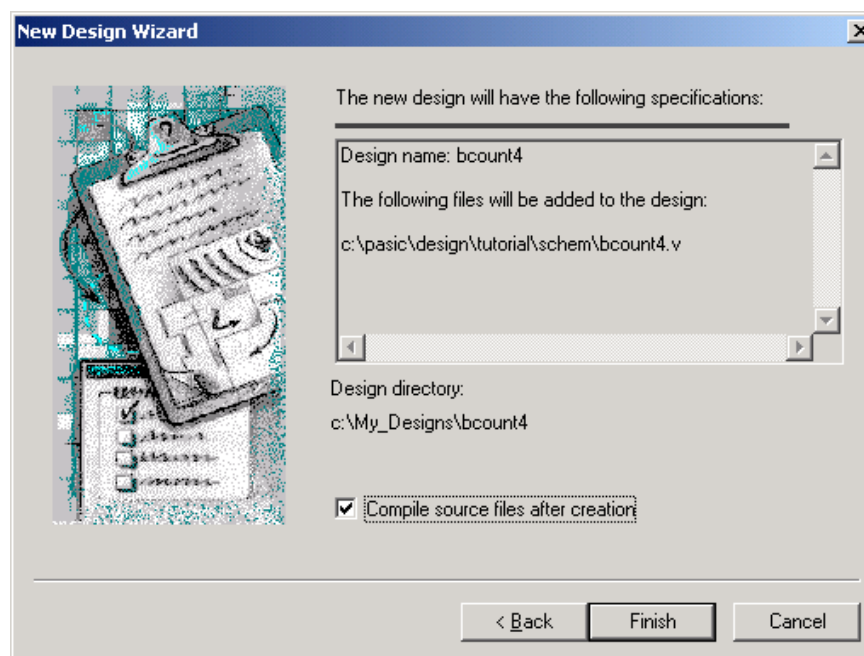 New Design Wizard
The new design will have the following specifications:
Design name: bcount4
The following files will be added to the design:
c:\pasic\design\tutorial\schem\bcount4.v
Design directory:
c:\My_Designs\bcount4
Compile source files after creation
< Back
Finish
Cancel